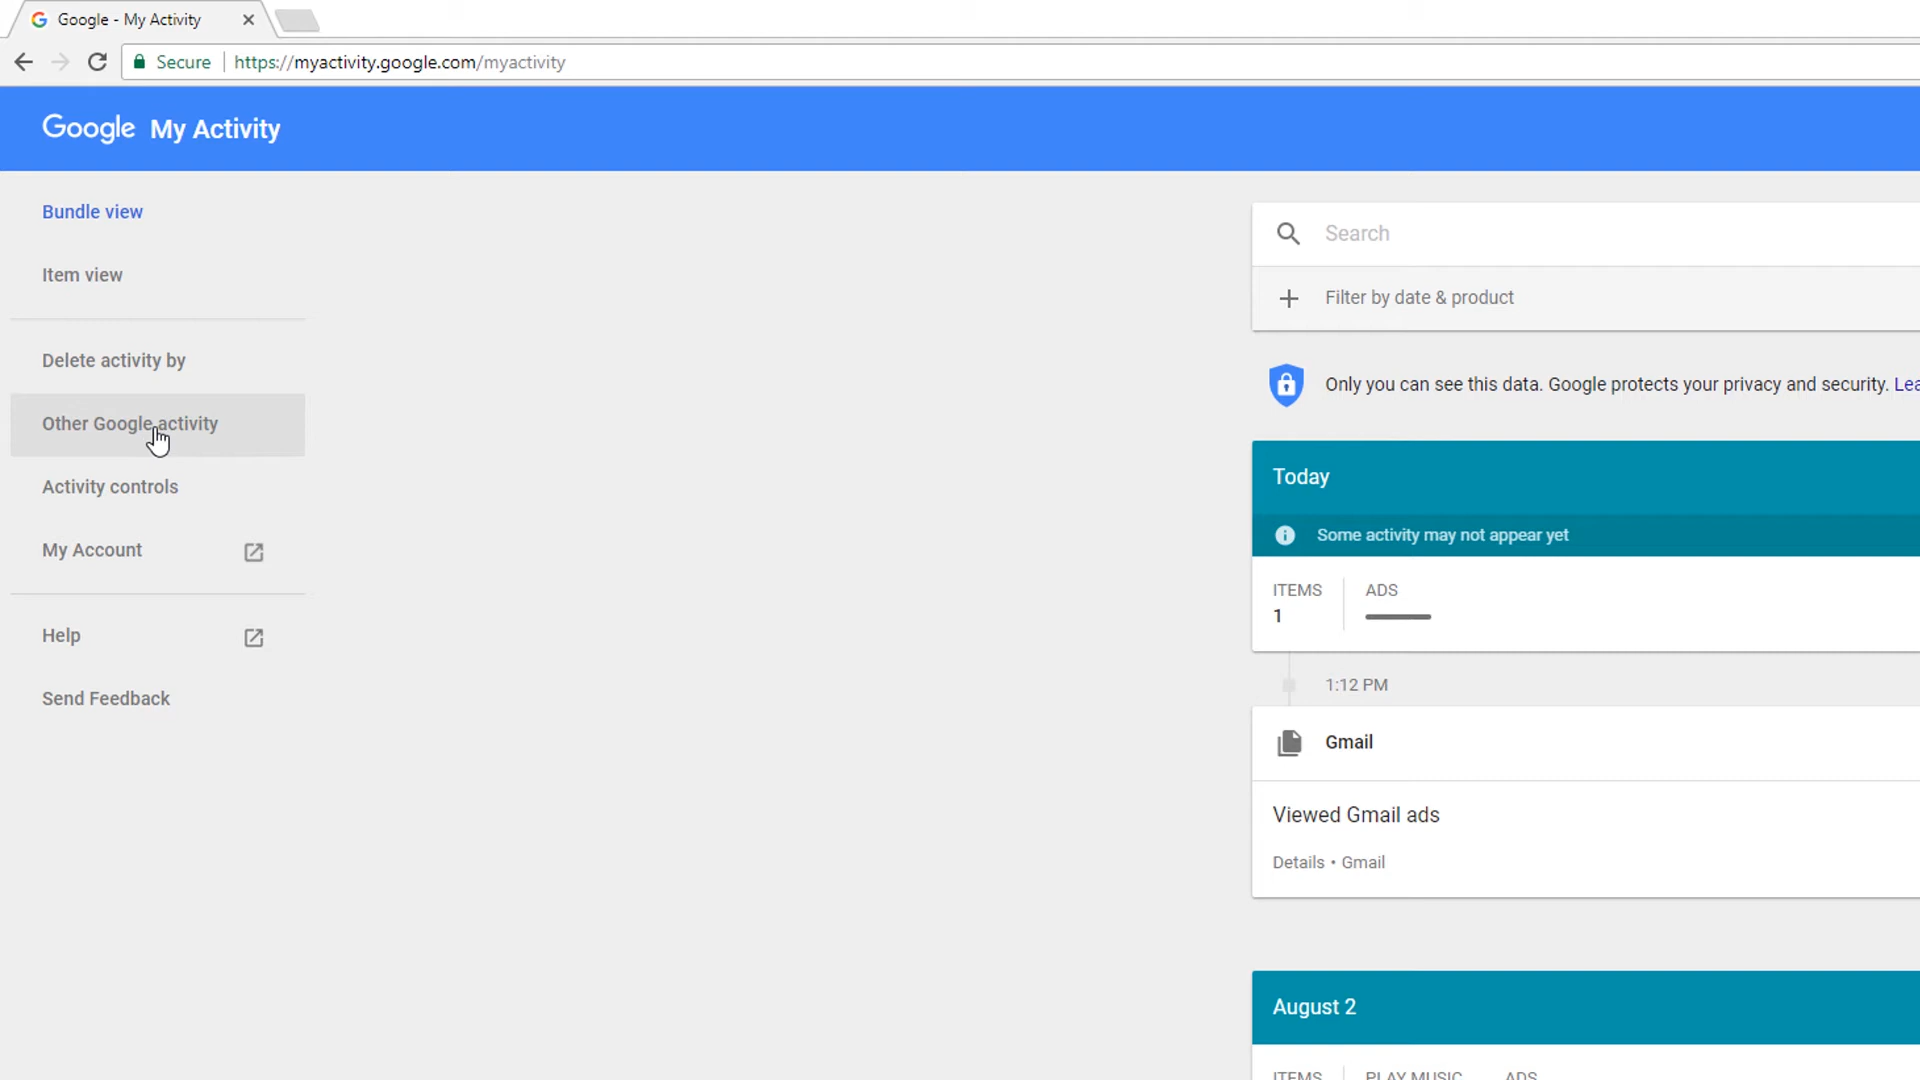 Google - My Activity
Secure | https://myactivity.google.com/myactivity
Google My Activity
Bundle view
Item view
Delete activity by
Other Google activity
Activity controls
My Account
Help
Send Feedback
Search
Filter by date & product
Only you can see this data. Google protects your privacy and security.
Today
Some activity may not appear yet
ITEMS ADS
1
1:12 PM
Gmail
Viewed Gmail ads
Details • Gmail
August 2
ITEMS PLAY MUSIC ADS